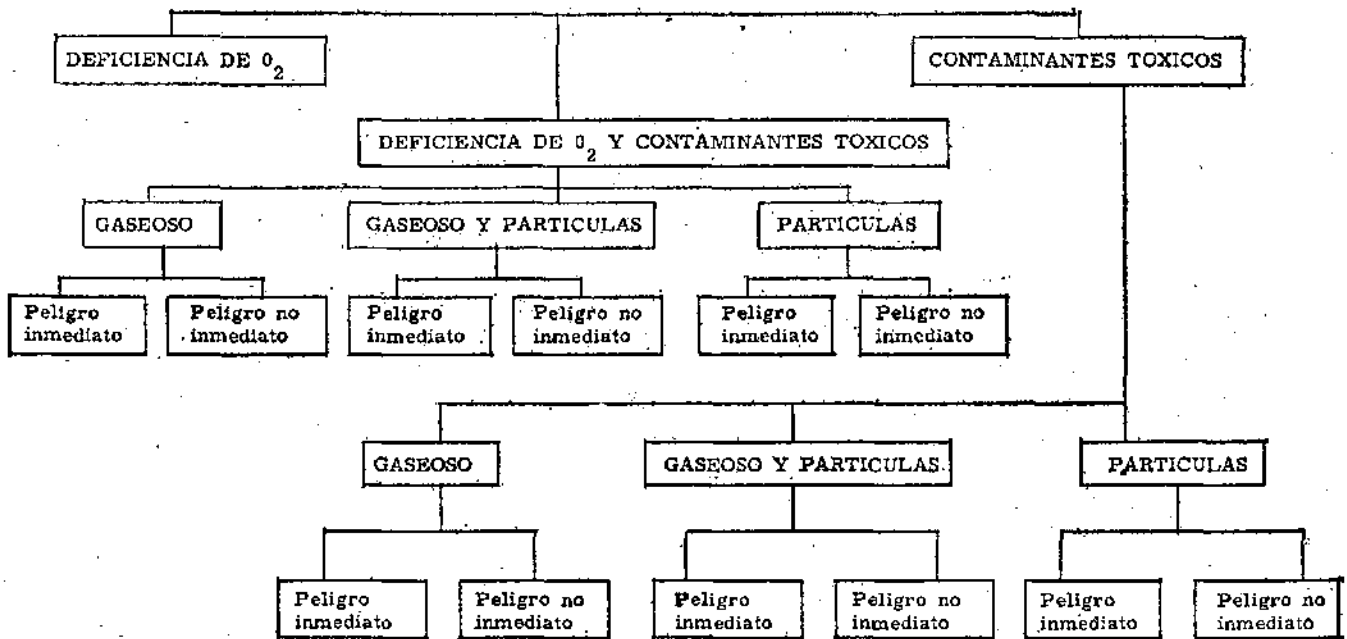 DEFICIENCIA DE O2
CONTAMINANTES TOXICOS
DEFICIENCIA DE O2 Y CONTAMINANTES TOXICOS
GASEOSO
GASEOSO Y PARTICULAS
PARTICULAS
Peligro
inmediato
Peligro no
inmediato
Peligro
inmediato
Peligro no
inmediato
Peligro
inmediato
Peligro no
inmediato
GASEOSO
GASEOSO Y PARTICULAS
PARTICULAS
Peligro
inmediato
Peligro no
inmediato
Peligro
inmediato
Peligro no
inmediato
Peligro
inmediato
Peligro no
inmediato